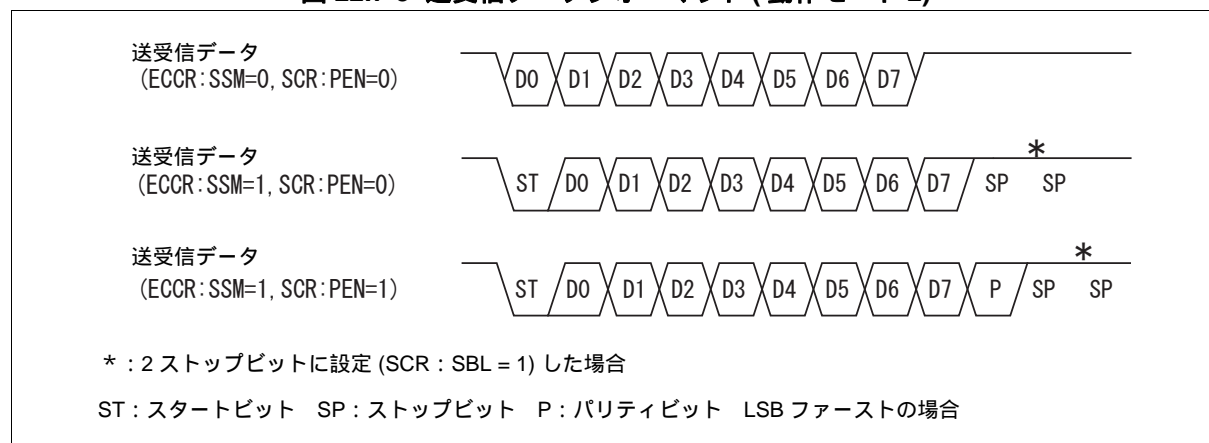 送受信データ
(ECCR:SSM=0, SCR:PEN=0)
D0 D1 D2 D3 D4 D5 D6 D7
送受信データ
(ECCR:SSM=1, SCR:PEN=0)
ST D0 D1 D2 D3 D4 D5 D6 D7 SP SP
*
送受信データ
(ECCR:SSM=1, SCR:PEN=1)
ST D0 D1 D2 D3 D4 D5 D6 D7 P SP SP
*
* : 2 ストップビットに設定 (SCR : SBL = 1) した場合
ST : スタートビット SP : ストップビット P : パリティビット LSB ファーストの場合